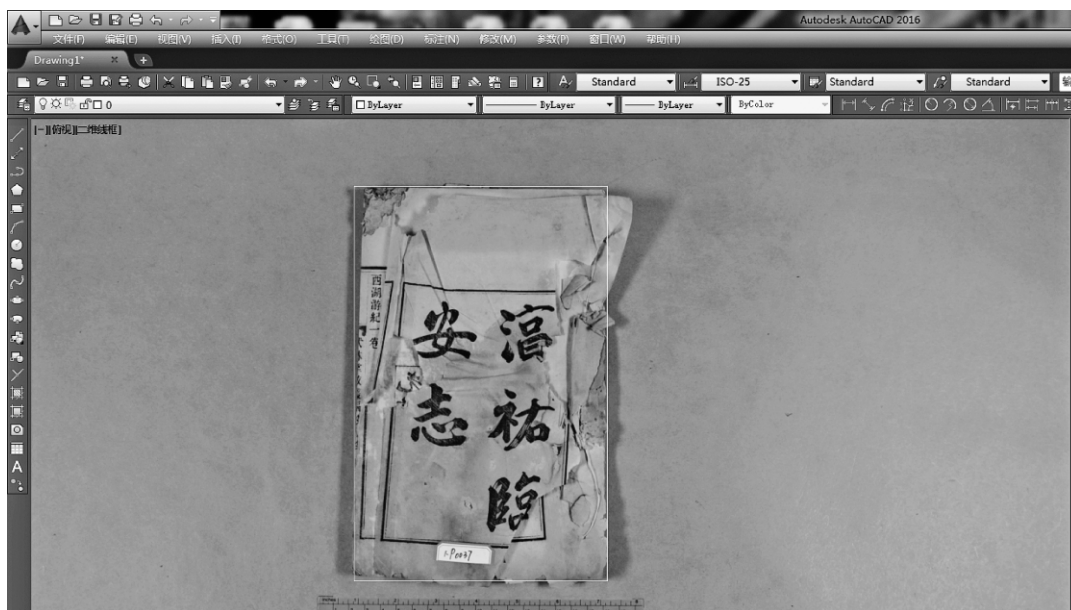 Autodesk AutoCAD 2016
文件(F) 编辑(E) 视图(V) 插入(I) 格式(O) 工具(T) 绘图(D) 标注(N) 修改(M) 参数(P) 窗口(W) 帮助(H)
Drawing1*
Standard ISO-25 Standard Standard
0 ByLayer ByLayer ByLayer ByColor
[-][俯视][二维线框]
淳祐臨
安志
西湖游紀一卷
P0037